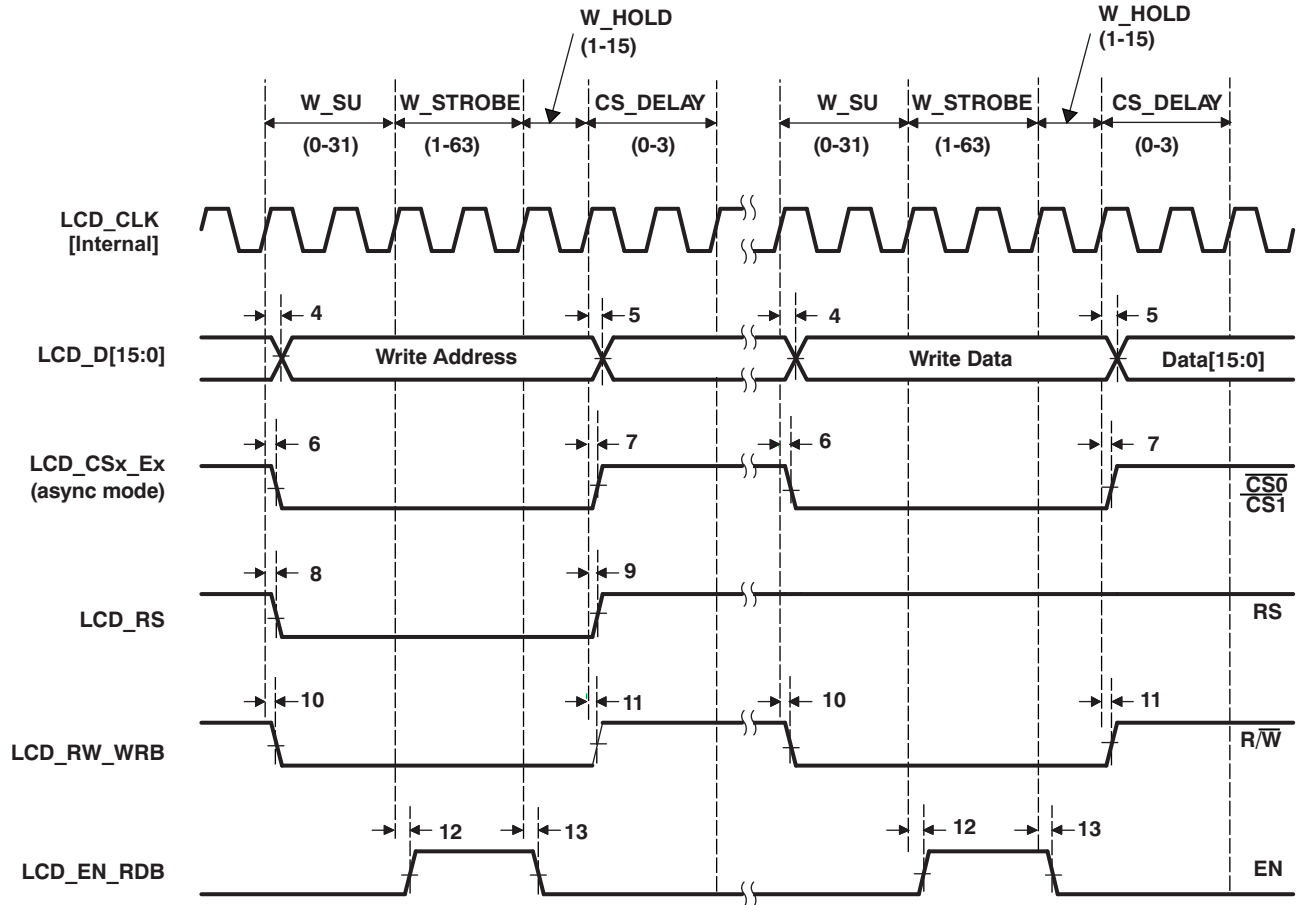 W_HOLD
(1-15)
W_HOLD
(1-15)
W_SU
W_STROBE
CS_DELAY
W_SU
W_STROBE
CS_DELAY
(0-31)
(1-63)
(0-3)
(0-31)
(1-63)
(0-3)
LCD_CLK
[Internal]
4
5
4
5
LCD_D[15:0]
Write Address
Write Data
Data[15:0]
6
7
6
7
LCD_CSx_Ex
(async mode)
CS0
CS1
8
9
LCD_RS
RS
10
11
10
11
LCD_RW_WRB
R/W
12
13
12
13
LCD_EN_RDB
EN